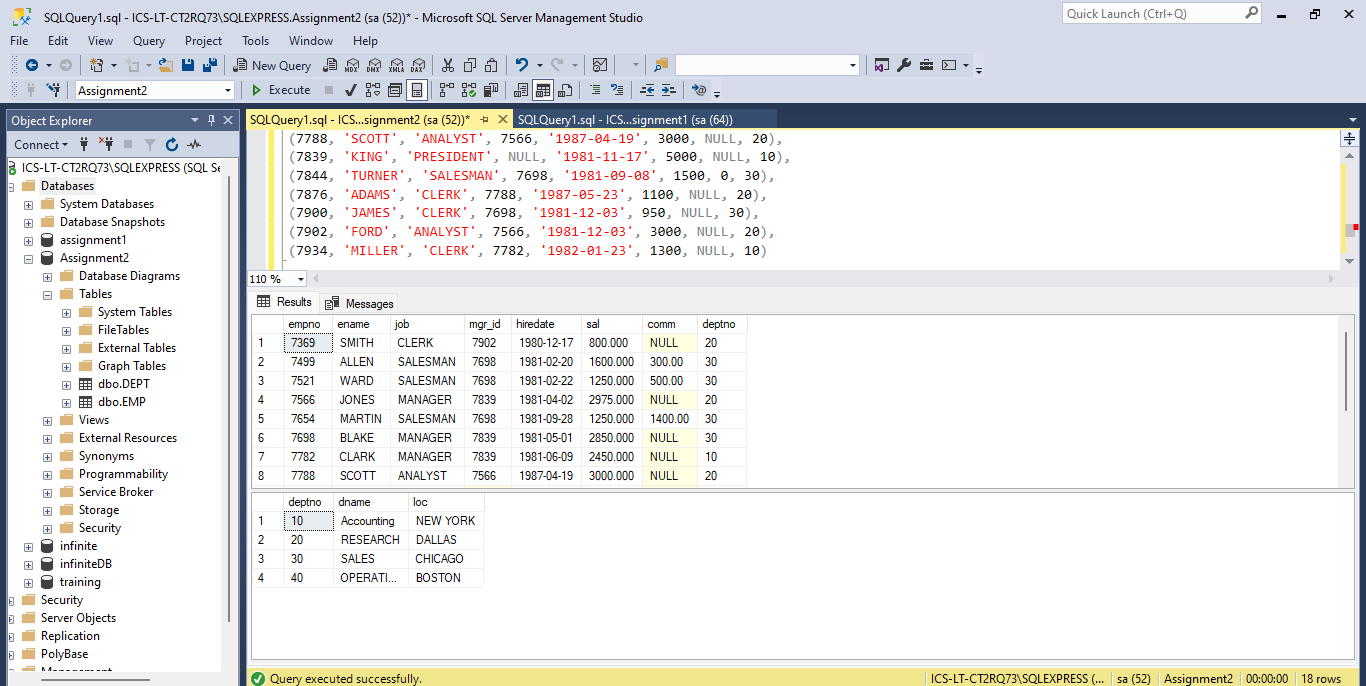 SQLQuery1.sql - ICS-LT-CT2RQ73\SQLEXPRESS.Assignment2 (sa (52))* - Microsoft SQL Server Management Studio
Quick Launch (Ctrl+Q)
File Edit View Query Project Tools Window Help
New Query MDX DMX XMLA DAX
Assignment2 Execute
Object Explorer
Connect
ICS-LT-CT2RQ73\SQLEXPRESS (SQL Se
Databases
System Databases
Database Snapshots
assignment1
Assignment2
Database Diagrams
Tables
System Tables
FileTables
External Tables
Graph Tables
dbo.DEPT
dbo.EMP
Views
External Resources
Synonyms
Programmability
Service Broker
Storage
Security
infinite
infiniteDB
training
Security
Server Objects
Replication
PolyBase
Management
SQLQuery1.sql - ICS...signment2 (sa (52))* SQLQuery1.sql - ICS...signment1 (sa (64))
(7788, 'SCOTT', 'ANALYST', 7566, '1987-04-19', 3000, NULL, 20),
(7839, 'KING', 'PRESIDENT', NULL, '1981-11-17', 5000, NULL, 10),
(7844, 'TURNER', 'SALESMAN', 7698, '1981-09-08', 1500, 0, 30),
(7876, 'ADAMS', 'CLERK', 7788, '1987-05-23', 1100, NULL, 20),
(7900, 'JAMES', 'CLERK', 7698, '1981-12-03', 950, NULL, 30),
(7902, 'FORD', 'ANALYST', 7566, '1981-12-03', 3000, NULL, 20),
(7934, 'MILLER', 'CLERK', 7782, '1982-01-23', 1300, NULL, 10)
110 %
Results Messages
empno ename job mgr_id hiredate sal comm deptno
1 7369 SMITH CLERK 7902 1980-12-17 800.000 NULL 20
2 7499 ALLEN SALESMAN 7698 1981-02-20 1600.000 300.00 30
3 7521 WARD SALESMAN 7698 1981-02-22 1250.000 500.00 30
4 7566 JONES MANAGER 7839 1981-04-02 2975.000 NULL 20
5 7654 MARTIN SALESMAN 7698 1981-09-28 1250.000 1400.00 30
6 7698 BLAKE MANAGER 7839 1981-05-01 2850.000 NULL 30
7 7782 CLARK MANAGER 7839 1981-06-09 2450.000 NULL 10
8 7788 SCOTT ANALYST 7566 1987-04-19 3000.000 NULL 20
deptno dname loc
1 10 Accounting NEW YORK
2 20 RESEARCH DALLAS
3 30 SALES CHICAGO
4 40 OPERATI... BOSTON
Query executed successfully. ICS-LT-CT2RQ73\SQLEXPRESS (... sa (52) Assignment2 00:00:00 18 rows